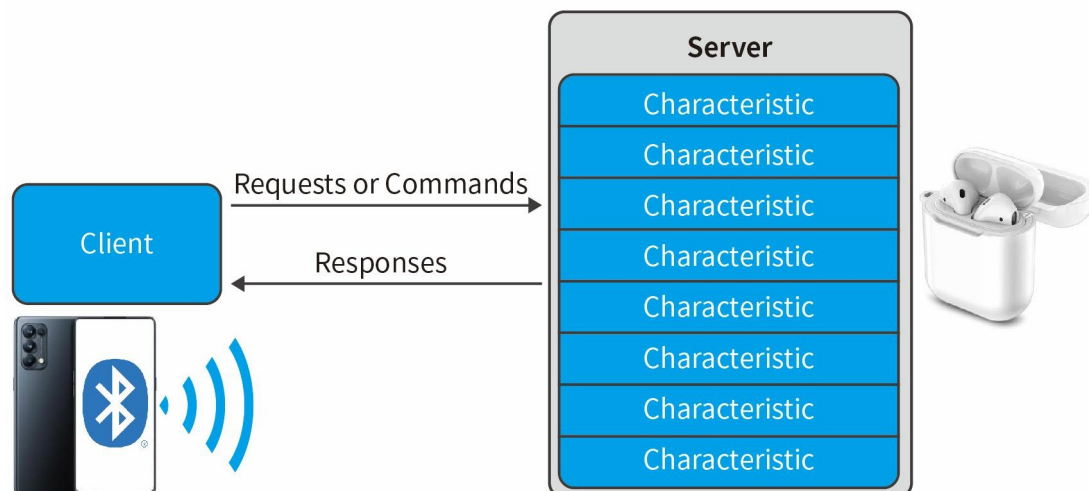 Server
Characteristic
Characteristic
Requests or Commands
Characteristic
Client
Characteristic
Responses
Characteristic
Characteristic
Characteristic
Characteristic